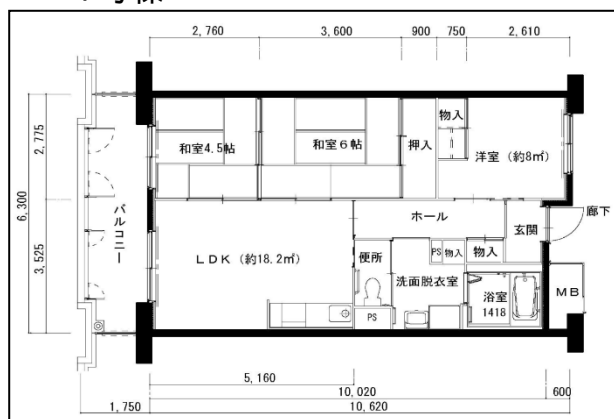 2,760 3,600 900 750 2,610
物入
和室4.5帖 和室6帖 押入 洋室(約8㎡)
2,775
6,300
3,525
バルコニー
廊下
ホール 玄関
LDK(約18.2㎡) 便所 PS 物入 物入
洗面脱衣室 浴室
1418
MB
PS
5,160
10,020 600
1,750 10,620